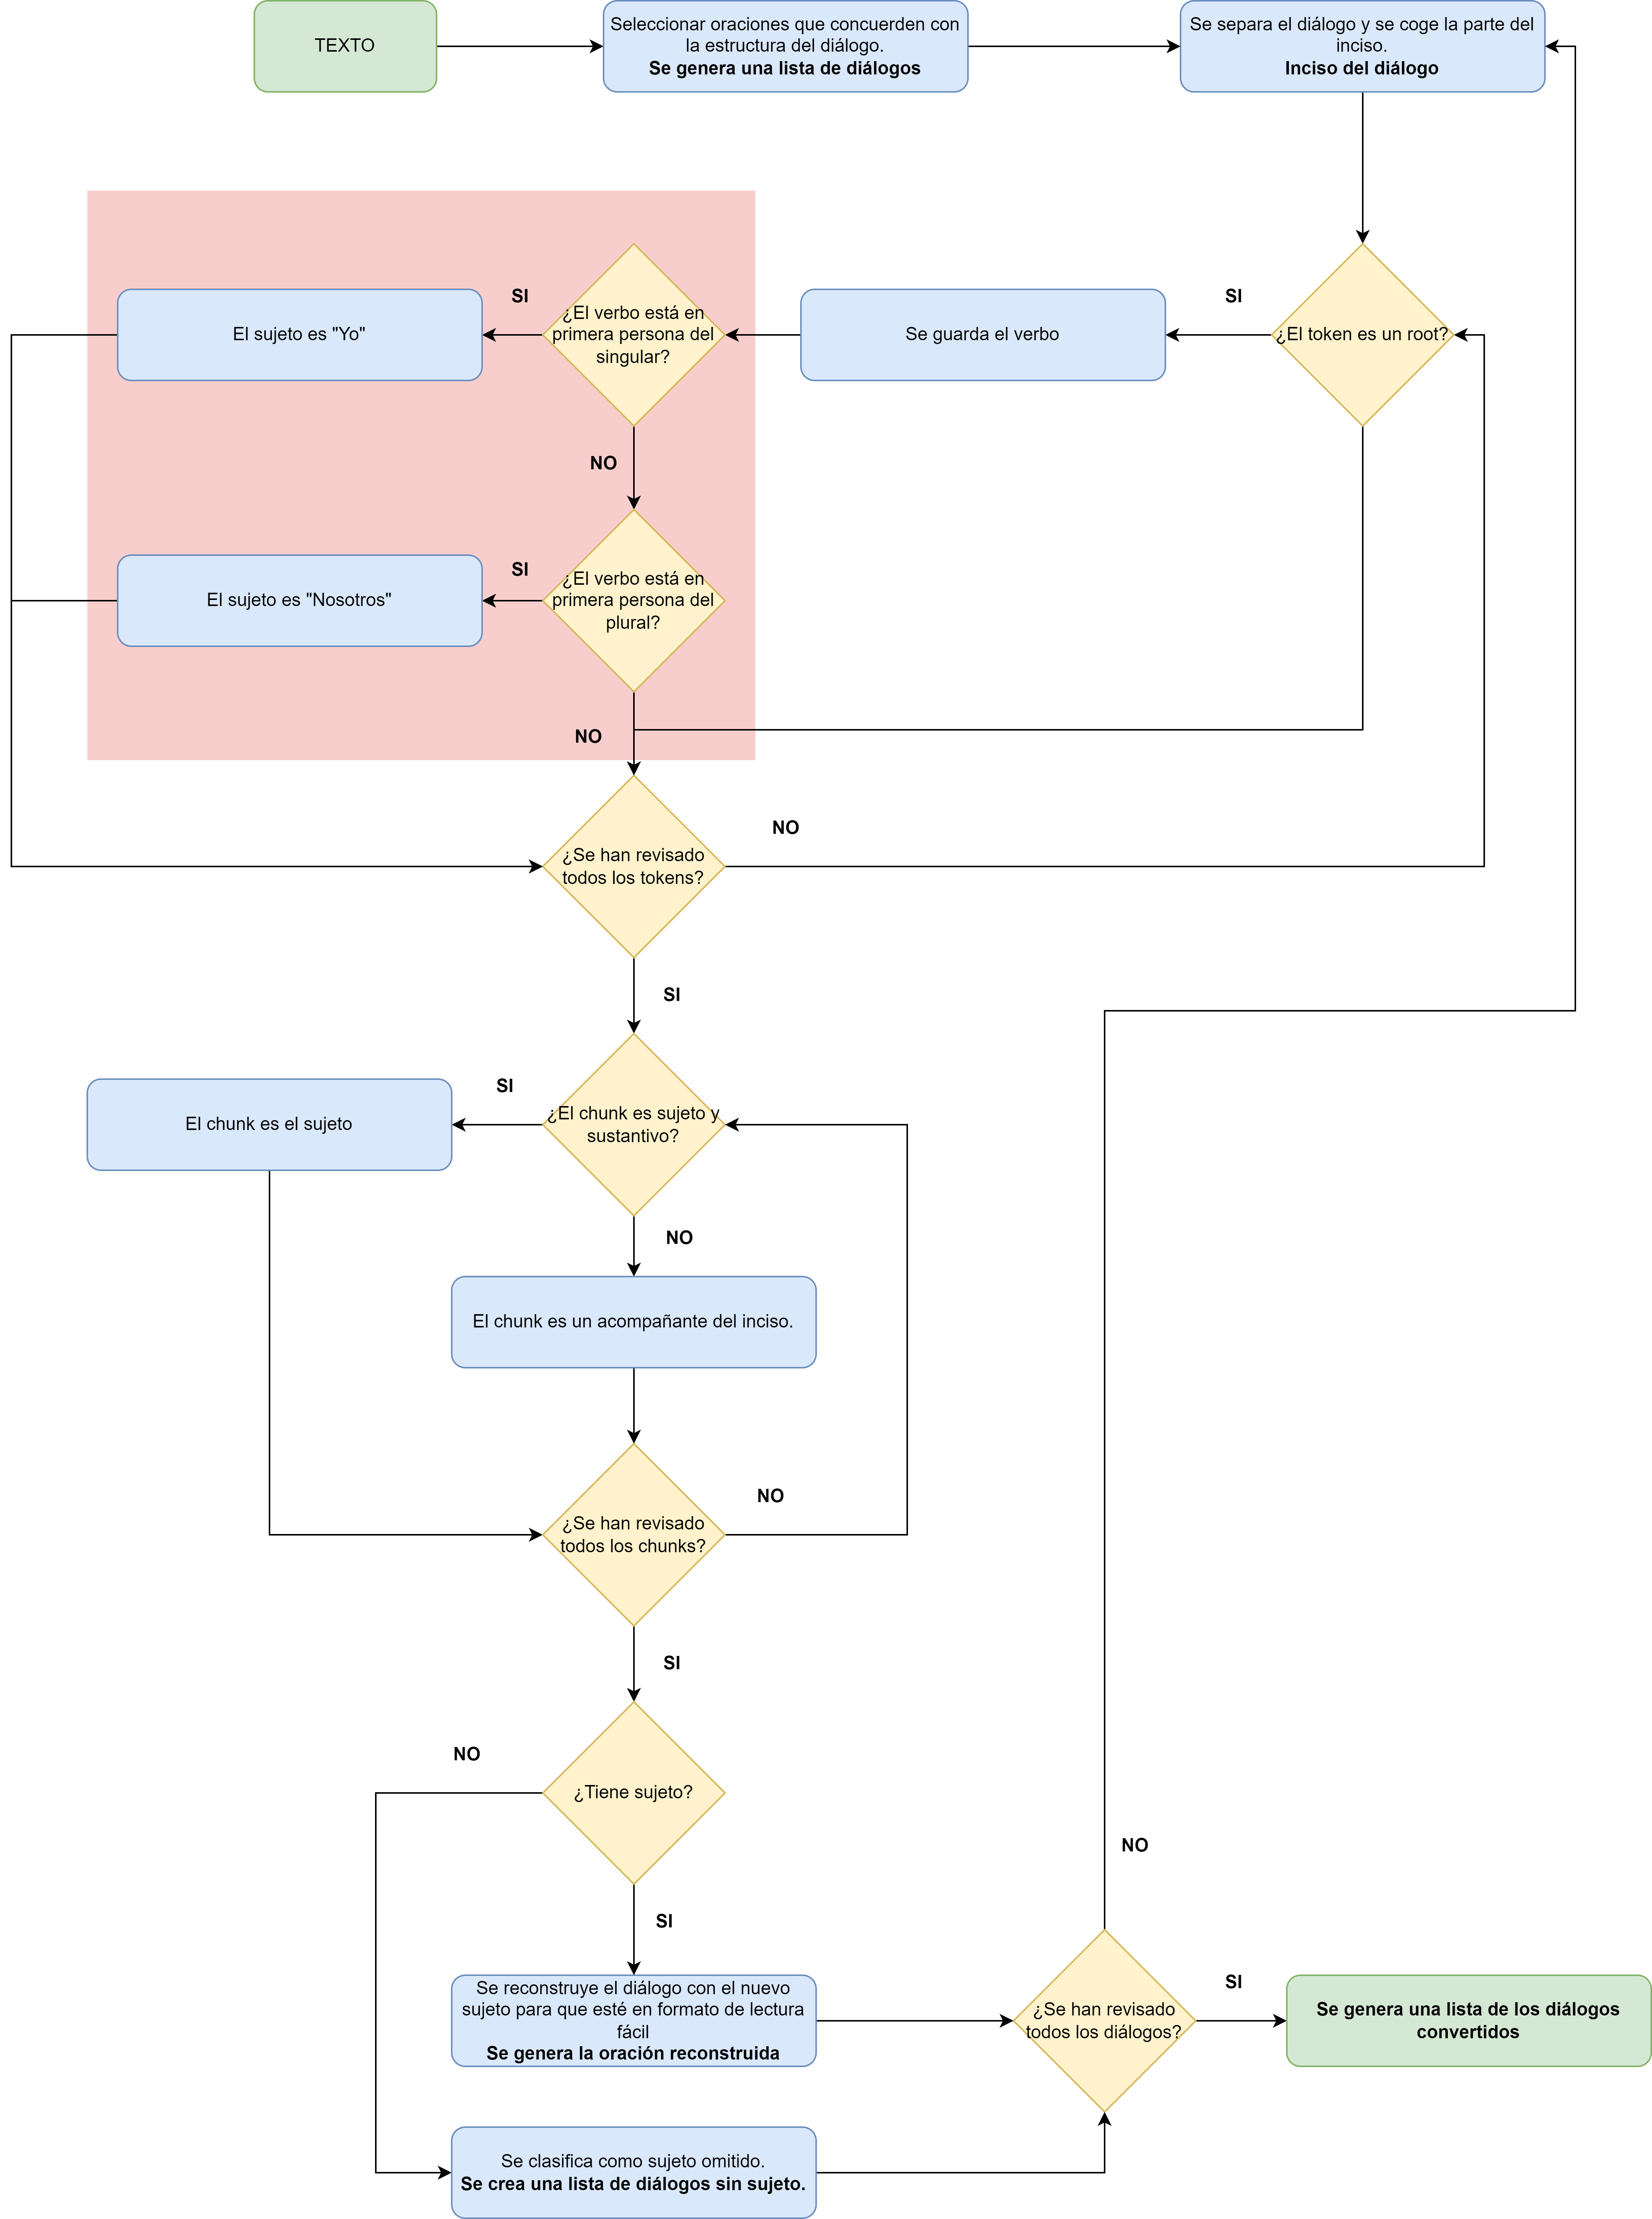 TEXTO
Seleccionar oraciones que concuerden con
la estructura del diálogo.
Se genera una lista de diálogos
Se separa el diálogo y se coge la parte del
inciso.
Inciso del diálogo
¿El token es un root?
SI
Se guarda el verbo
¿El verbo está en
primera persona del
singular?
SI
El sujeto es "Yo"
NO
¿El verbo está en
primera persona del
plural?
SI
El sujeto es "Nosotros"
NO
¿Se han revisado
todos los tokens?
NO
SI
¿El chunk es sujeto y
sustantivo?
SI
El chunk es el sujeto
NO
El chunk es un acompañante del inciso.
¿Se han revisado
todos los chunks?
NO
SI
¿Tiene sujeto?
NO
SI
Se reconstruye el diálogo con el nuevo
sujeto para que esté en formato de lectura
fácil
Se genera la oración reconstruida
Se clasifica como sujeto omitido.
Se crea una lista de diálogos sin sujeto.
¿Se han revisado
todos los diálogos?
NO
SI
Se genera una lista de los diálogos
convertidos